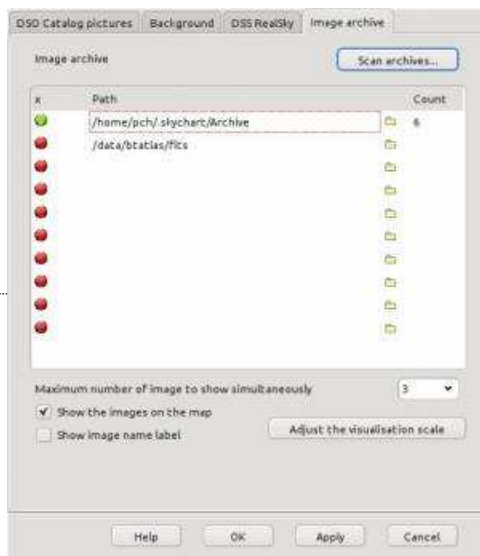 DSO Catalog pictures Background DSS RealSky Image archive
Image archive Scan archives...
x Path Count
/home/pch/.skychart/Archive 6
/data/btatlas/fits
Maximum number of image to show simultaneously 3
Show the images on the map
Show image name label Adjust the visualisation scale
Help OK Apply Cancel